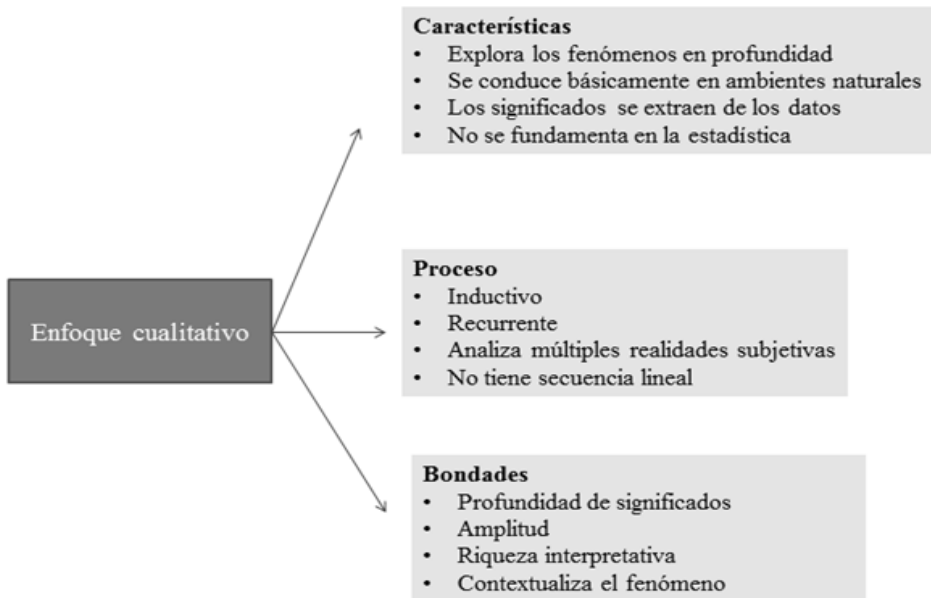 Enfoque cualitativo
Características
• Explora los fenómenos en profundidad
• Se conduce básicamente en ambientes naturales
• Los significados se extraen de los datos
• No se fundamenta en la estadística
Proceso
• Inductivo
• Recurrente
• Analiza múltiples realidades subjetivas
• No tiene secuencia lineal
Bondades
• Profundidad de significados
• Amplitud
• Riqueza interpretativa
• Contextualiza el fenómeno